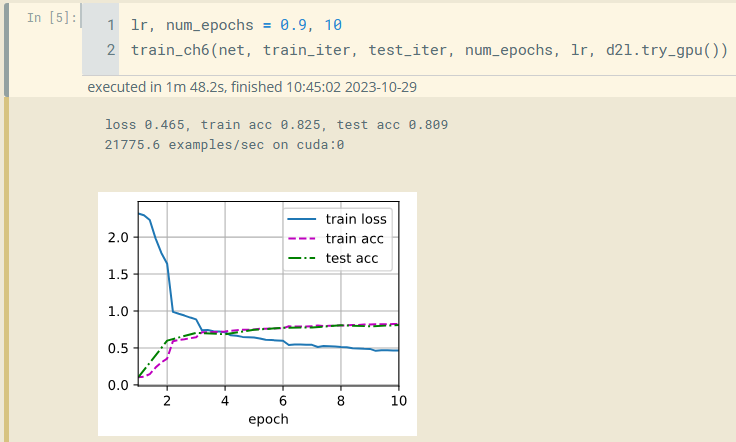 In [5]:
1 lr, num_epochs = 0.9, 10
2 train_ch6(net, train_iter, test_iter, num_epochs, lr, d2l.try_gpu())
executed in 1m 48.2s, finished 10:45:02 2023-10-29
loss 0.465, train acc 0.825, test acc 0.809
21775.6 examples/sec on cuda:0
train loss
train acc
test acc
2.0
1.5
1.0
0.5
0.0
2 4 6 8 10
epoch